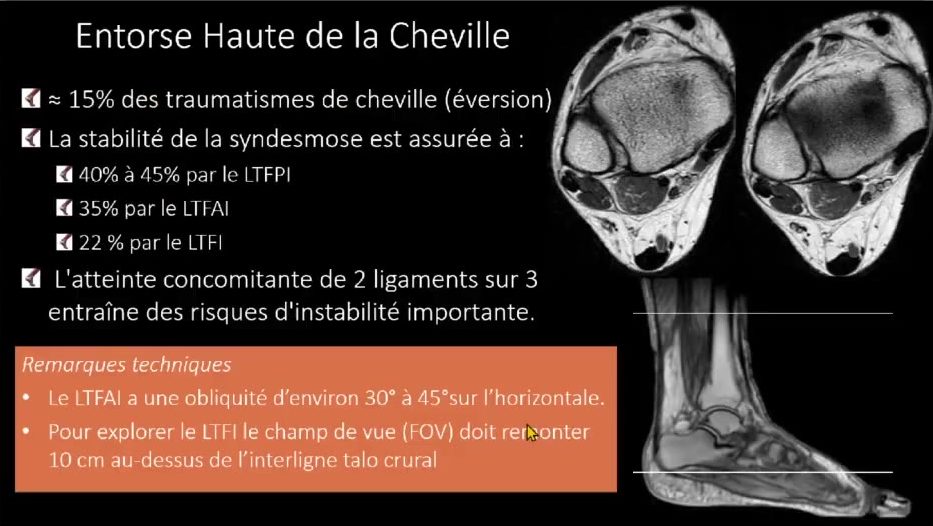 Entorse Haute de la Cheville
≈ 15% des traumatismes de cheville (éversion)
La stabilité de la syndesmose est assurée à :
40% à 45% par le LTFPI
35% par le LTFAI
22 % par le LTFI
L'atteinte concomitante de 2 ligaments sur 3
entraîne des risques d'instabilité importante.
Remarques techniques
• Le LTFAI a une obliquité d'environ 30° à 45°sur l'horizontale.
• Pour explorer le LTFI le champ de vue (FOV) doit remonter
10 cm au-dessus de l'interligne talo crural